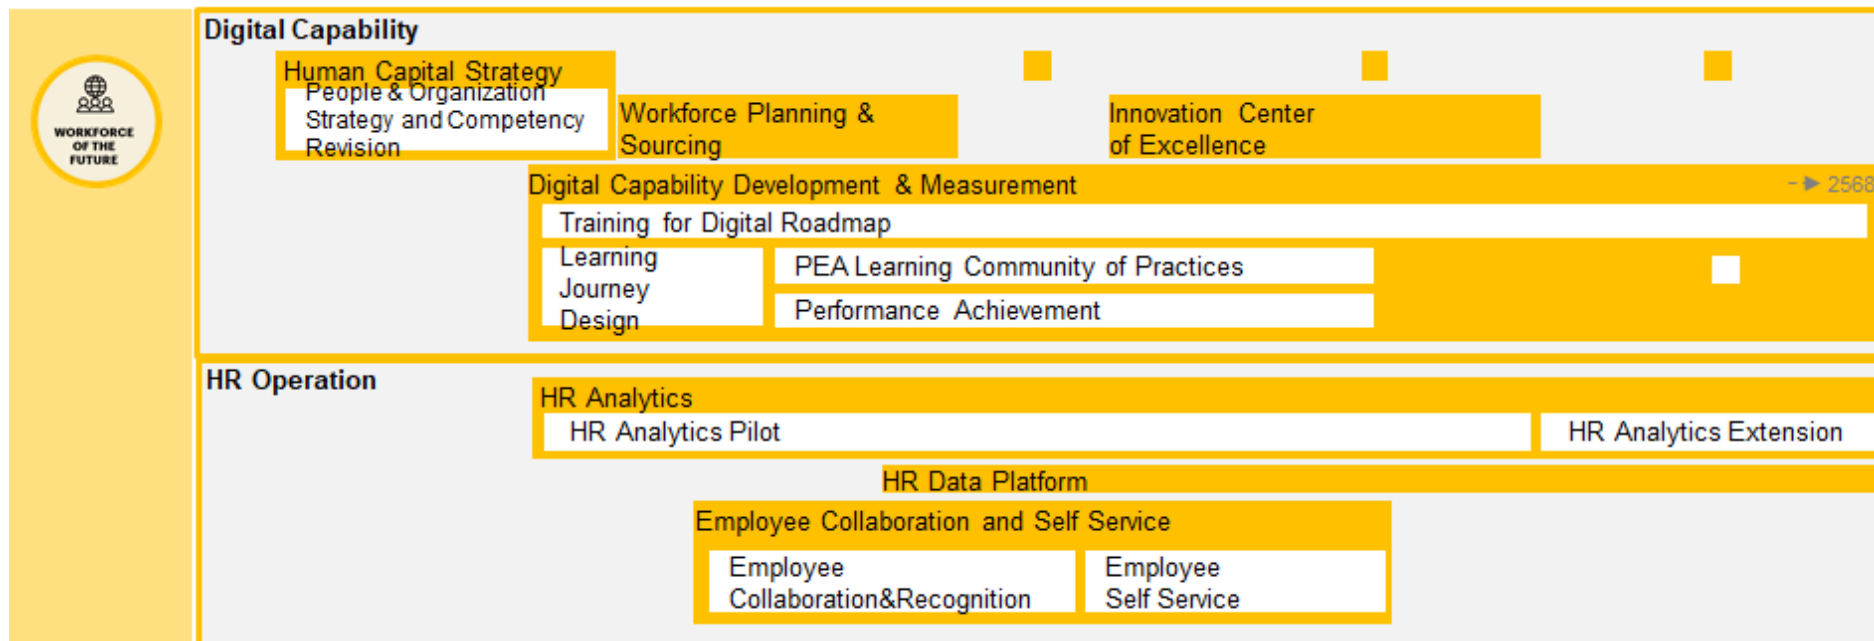 WORKFORCE
OF THE
FUTURE
Digital Capability
Human Capital Strategy
People & Organization
Strategy and Competency
Revision
Workforce Planning &
Sourcing
Innovation Center
of Excellence
Digital Capability Development & Measurement
2568
Training for Digital Roadmap
Learning
Journey
Design
PEA Learning Community of Practices
Performance Achievement
HR Operation
HR Analytics
HR Analytics Pilot
HR Analytics Extension
HR Data Platform
Employee Collaboration and Self Service
Employee
Collaboration&Recognition
Employee
Self Service